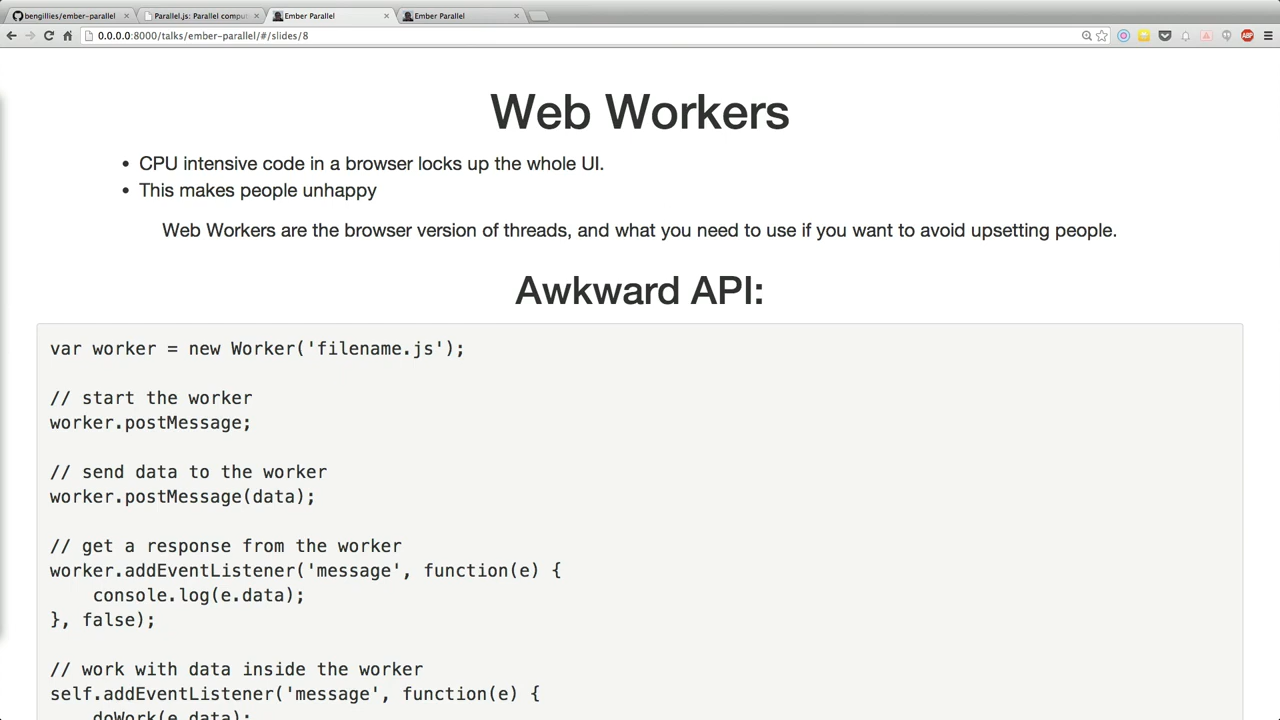 bengillies/ember-parallel
Parallel.js: Parallel comput
Ember Parallel
Ember Parallel
0.0.0.0:8000/talks/ember-parallel/#/slides/8
ABP
Web Workers
• CPU intensive code in a browser locks up the whole UI.
• This makes people unhappy
Web Workers are the browser version of threads, and what you need to use if you want to avoid upsetting people.
Awkward API:
var worker = new Worker('filename.js');
// start the worker
worker.postMessage;
// send data to the worker
worker.postMessage(data);
// get a response from the worker
worker.addEventListener('message', function(e) {
    console.log(e.data);
}, false);
// work with data inside the worker
self.addEventListener('message', function(e) {
    doWork(e.data);